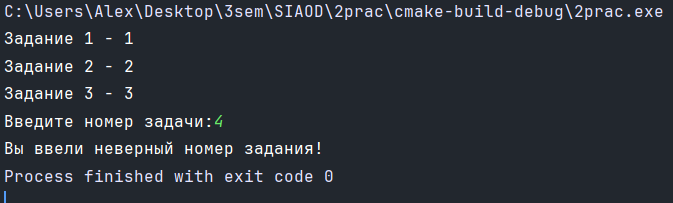 C:\Users\Alex\Desktop\3sem\SIAOD\2prac\cmake-build-debug\2prac.exe
Задание 1 - 1
Задание 2 - 2
Задание 3 - 3
Введите номер задачи:4
Вы ввели неверный номер задания!
Process finished with exit code 0